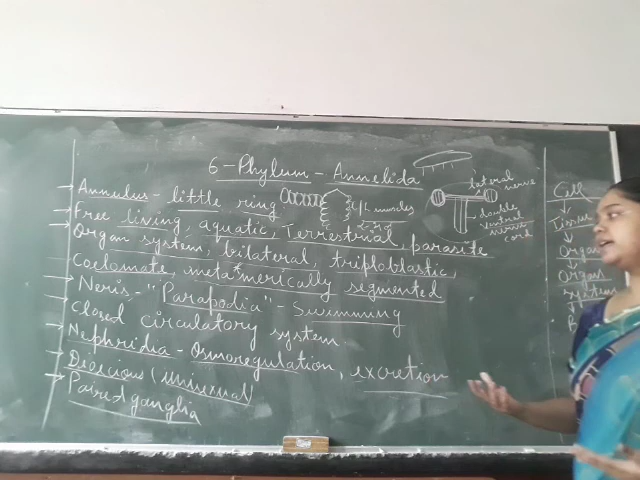 6-Phylum-Annelida
Annulus - little ring
L/L muscles
lateral nerve
double ventral nerve cord
Free living, aquatic, Terrestrial, parasite
Organ system, bilateral, triploblastic,
Coelomate, metamerically segmented
Neris - "Parapodia" - Swimming
Closed circulatory system
Nephridia - Osmoregulation, excretion
Dioecious (unisexual
Paired ganglia
Cell
Tissue
Organ
Organ
System